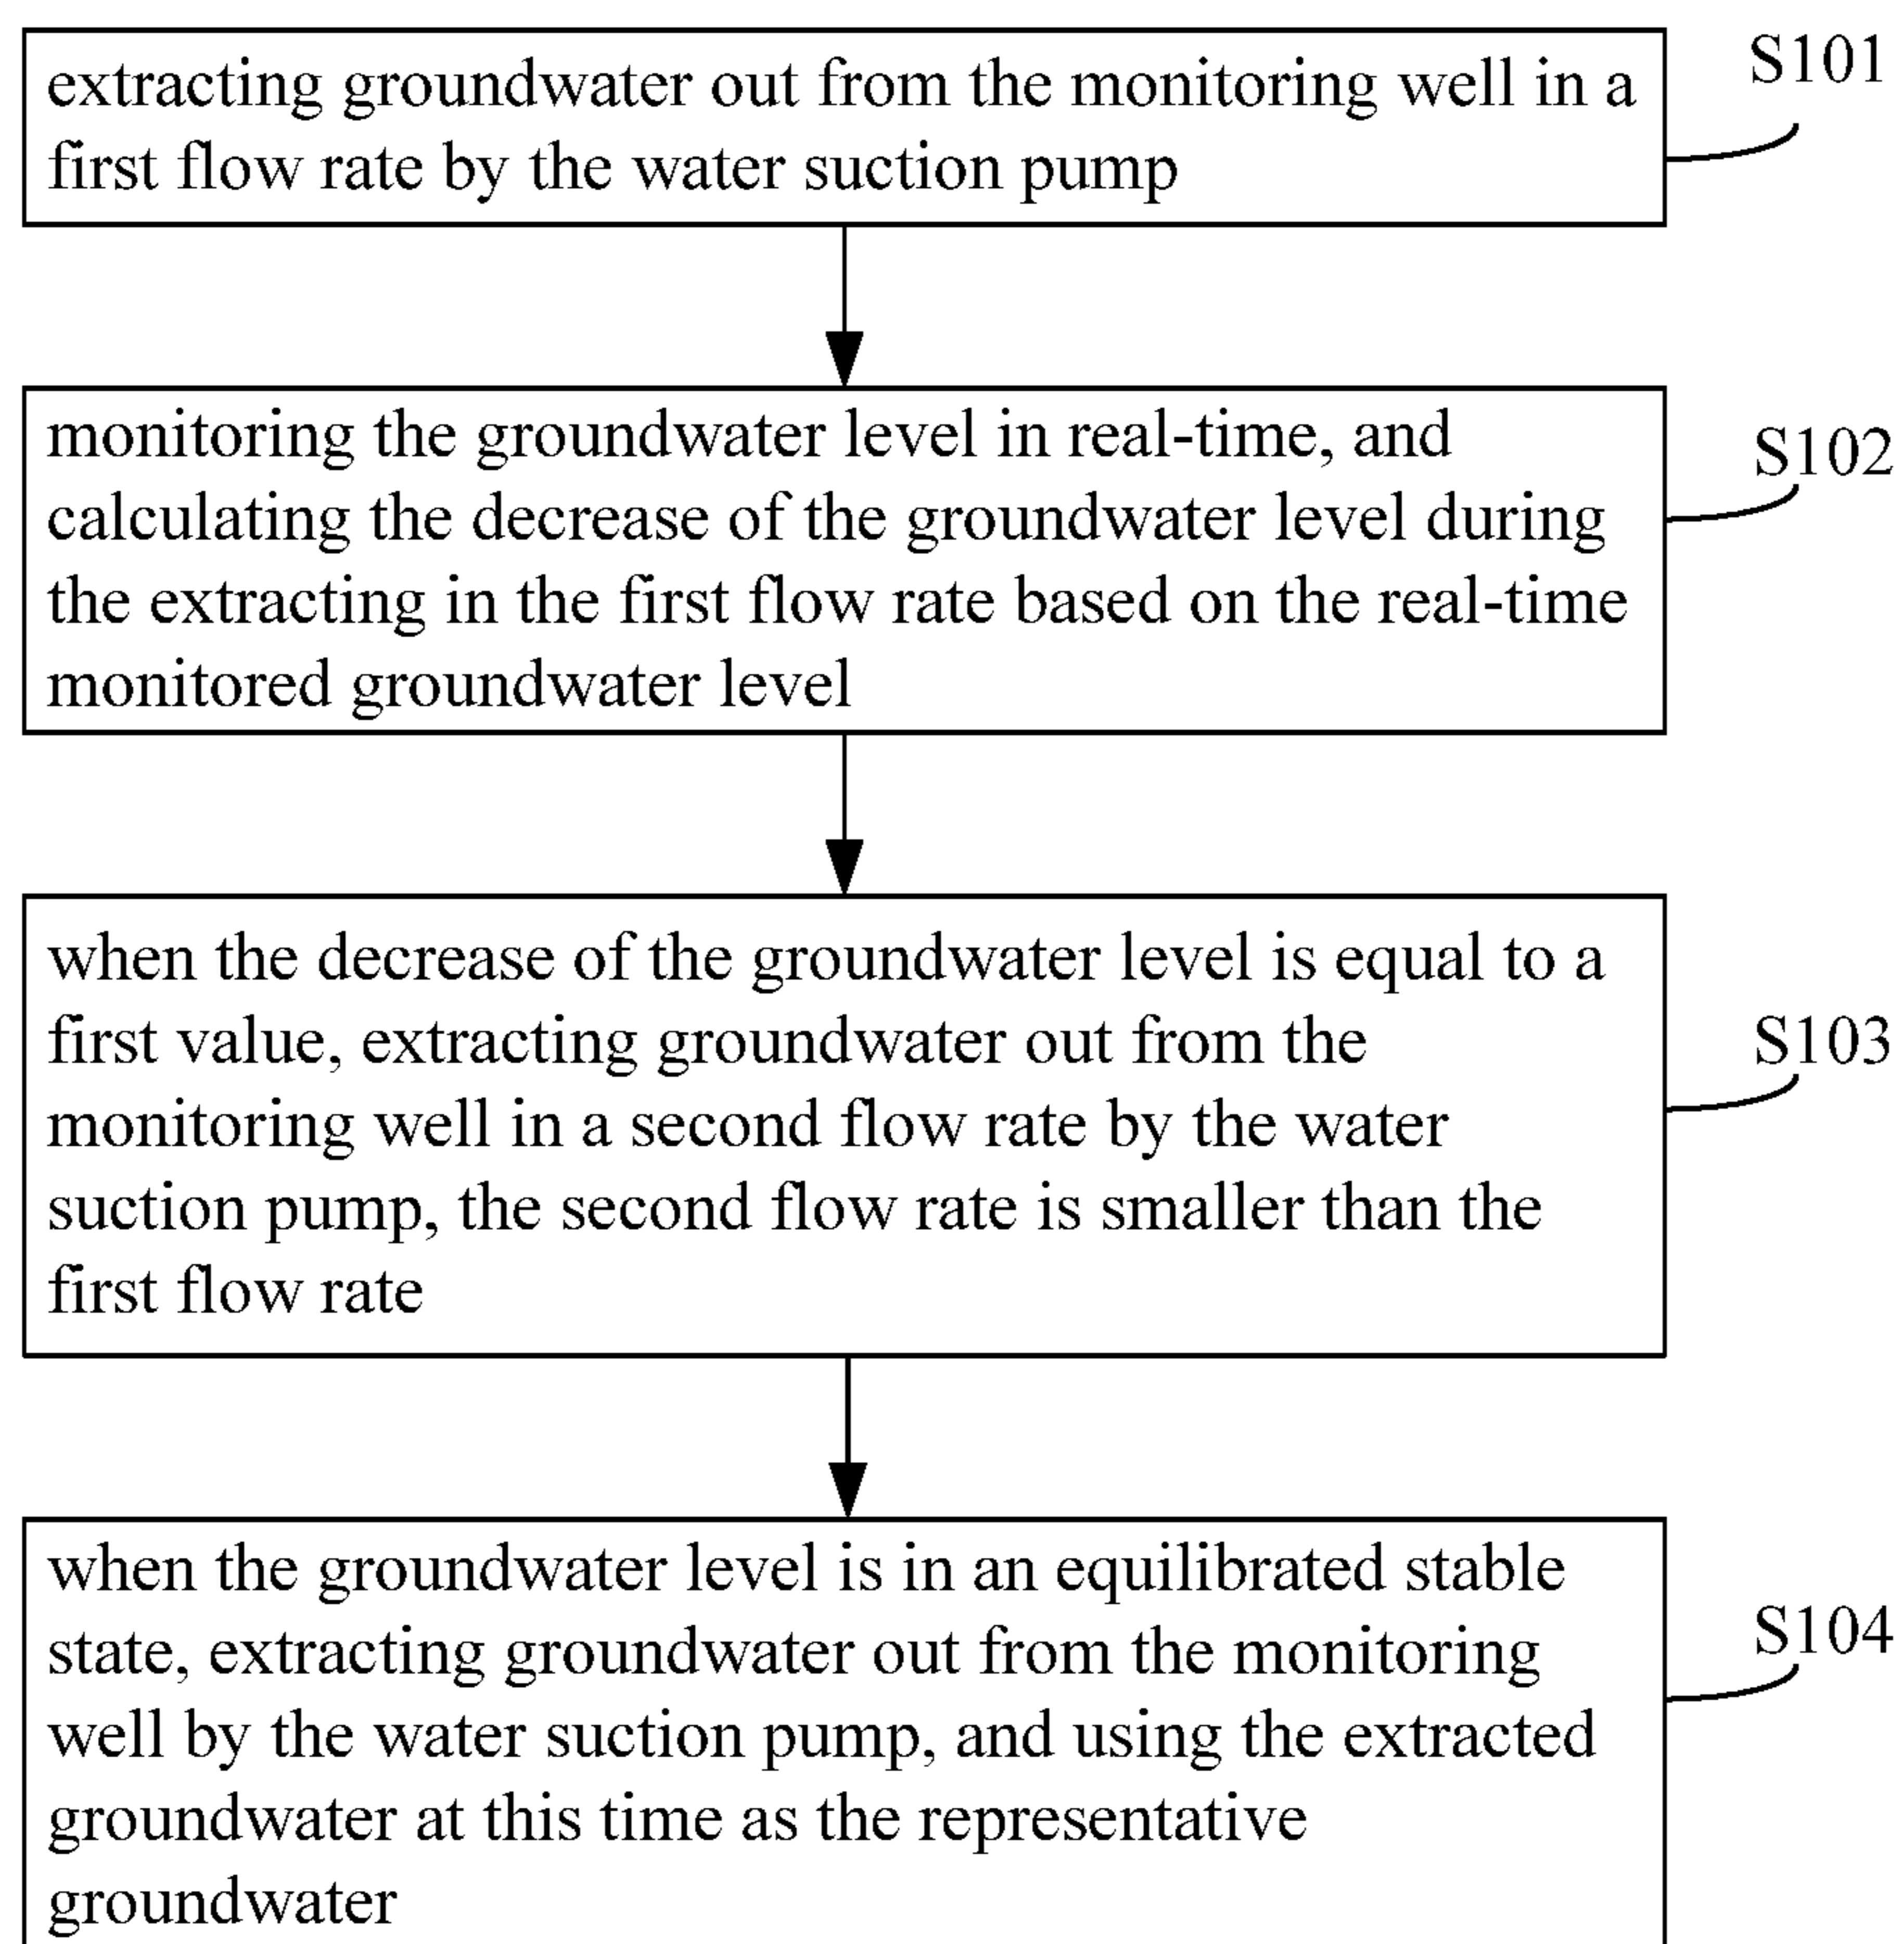 extracting groundwater out from the monitoring well in a
first flow rate by the water suction pump
S101
monitoring the groundwater level in real-time, and
calculating the decrease of the groundwater level during
the extracting in the first flow rate based on the real-time
monitored groundwater level
S102
when the decrease of the groundwater level is equal to a
first value, extracting groundwater out from the
monitoring well in a second flow rate by the water
suction pump, the second flow rate is smaller than the
first flow rate
S103
when the groundwater level is in an equilibrated stable
state, extracting groundwater out from the monitoring
well by the water suction pump, and using the extracted
groundwater at this time as the representative
groundwater
S104